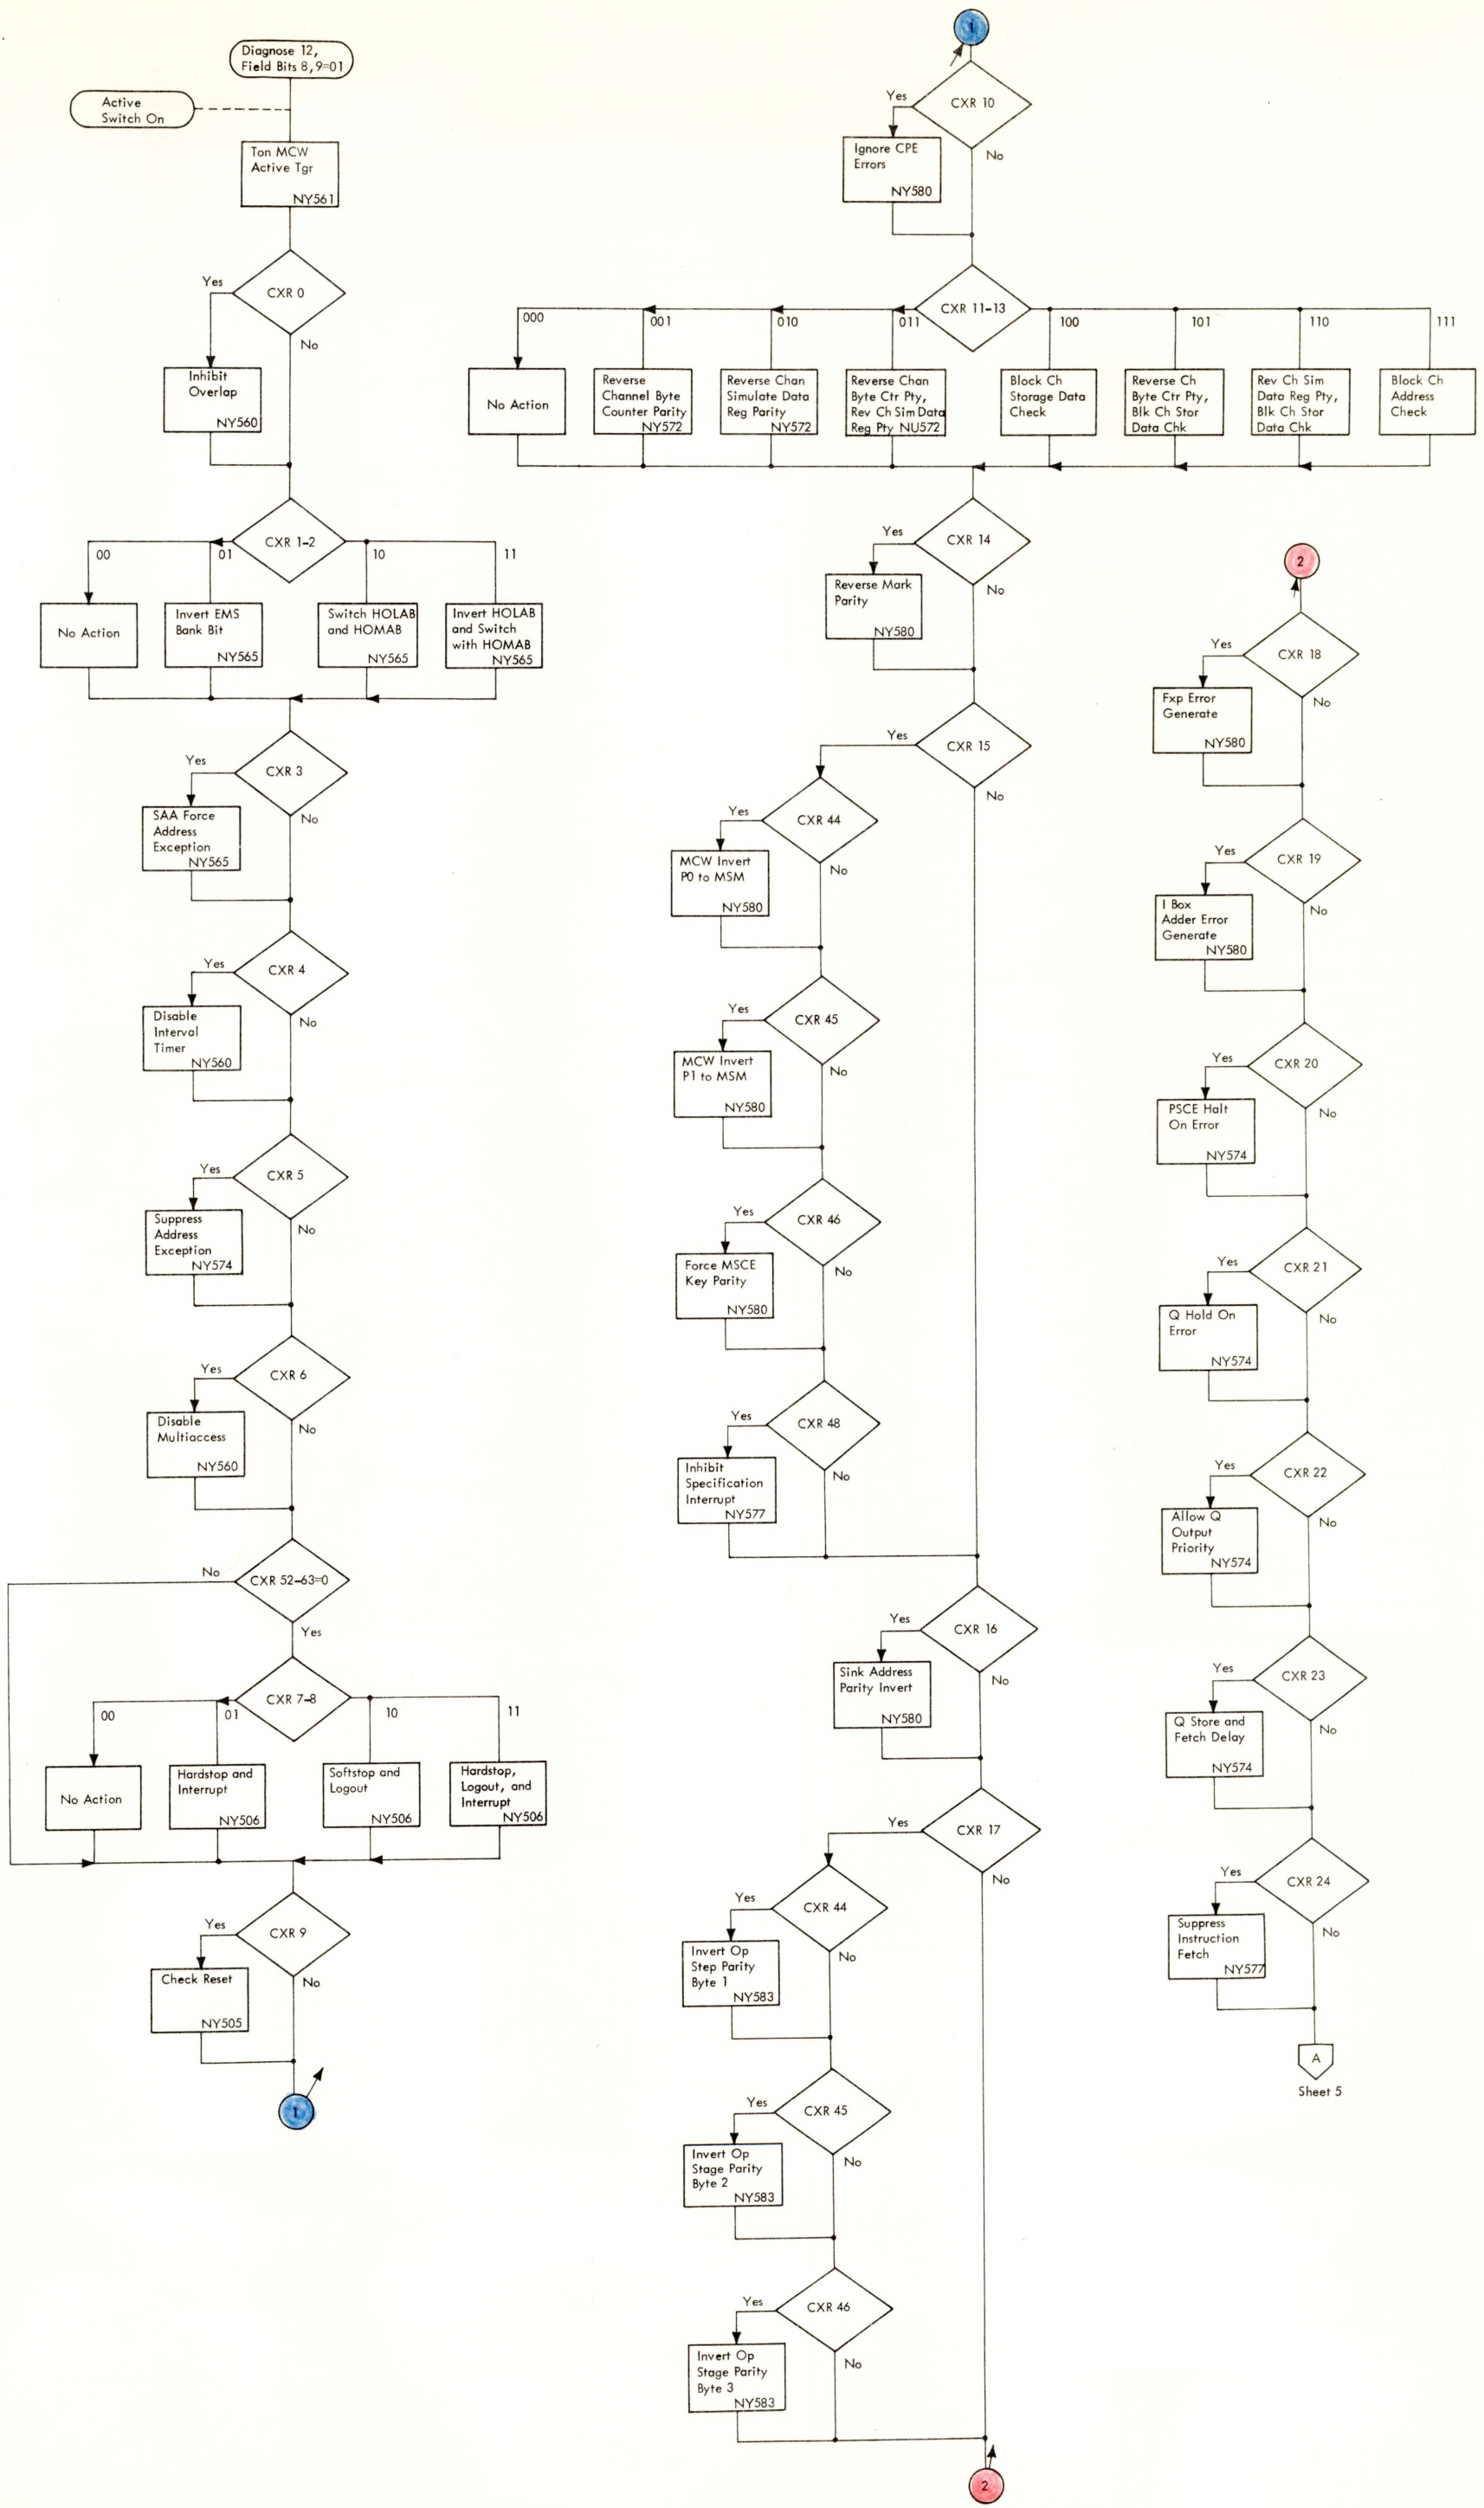 Diagnose 12,
Field Bits 8,9=01
Active
Switch On
Ton MCW
Active Tgr
NY561
Yes
CXR 0
No
Inhibit
Overlap
NY560
CXR 1-2
00
01
10
11
No Action
Invert EMS
Bank Bit
NY565
Switch HOLAB
and HOMAB
NY565
Invert HOLAB
and Switch
with HOMAB
NY565
Yes
CXR 3
No
SAA Force
Address
Exception
NY565
Yes
CXR 4
No
Disable
Interval
Timer
NY560
Yes
CXR 5
No
Suppress
Address
Exception
NY574
Yes
CXR 6
No
Disable
Multiaccess
NY560
No
CXR 52-63=0
Yes
CXR 7-8
00
01
10
11
No Action
Hardstop and
Interrupt
NY506
Softstop and
Logout
NY506
Hardstop,
Logout, and
Interrupt
NY506
Yes
CXR 9
No
Check Reset
NY505
1
1
Yes
CXR 10
No
Ignore CPE
Errors
NY580
CXR 11-13
000
001
010
011
100
101
110
111
No Action
Reverse
Channel Byte
Counter Parity
NY572
Reverse Chan
Simulate Data
Reg Parity
NY572
Reverse Chan
Byte Ctr Pty,
Rev Ch Sim Data
Reg Pty NU572
Block Ch
Storage Data
Check
Reverse Ch
Byte Ctr Pty,
Blk Ch Stor
Data Chk
Rev Ch Sim
Data Reg Pty,
Blk Ch Stor
Data Chk
Block Ch
Address
Check
Yes
CXR 14
No
Reverse Mark
Parity
NY580
Yes
CXR 15
No
Yes
CXR 44
No
MCW Invert
P0 to MSM
NY580
Yes
CXR 45
No
MCW Invert
P1 to MSM
NY580
Yes
CXR 46
No
Force MSCE
Key Parity
NY580
Yes
CXR 48
No
Inhibit
Specification
Interrupt
NY577
Yes
CXR 16
No
Sink Address
Parity Invert
NY580
Yes
CXR 17
No
Yes
CXR 44
No
Invert Op
Step Parity
Byte 1
NY583
Yes
CXR 45
No
Invert Op
Stage Parity
Byte 2
NY583
Yes
CXR 46
No
Invert Op
Stage Parity
Byte 3
NY583
2
2
Yes
CXR 18
No
Fxp Error
Generate
NY580
Yes
CXR 19
No
I Box
Adder Error
Generate
NY580
Yes
CXR 20
No
PSCE Halt
On Error
NY574
Yes
CXR 21
No
Q Hold On
Error
NY574
Yes
CXR 22
No
Allow Q
Output
Priority
NY574
Yes
CXR 23
No
Q Store and
Fetch Delay
NY574
Yes
CXR 24
No
Suppress
Instruction
Fetch
NY577
A
Sheet 5